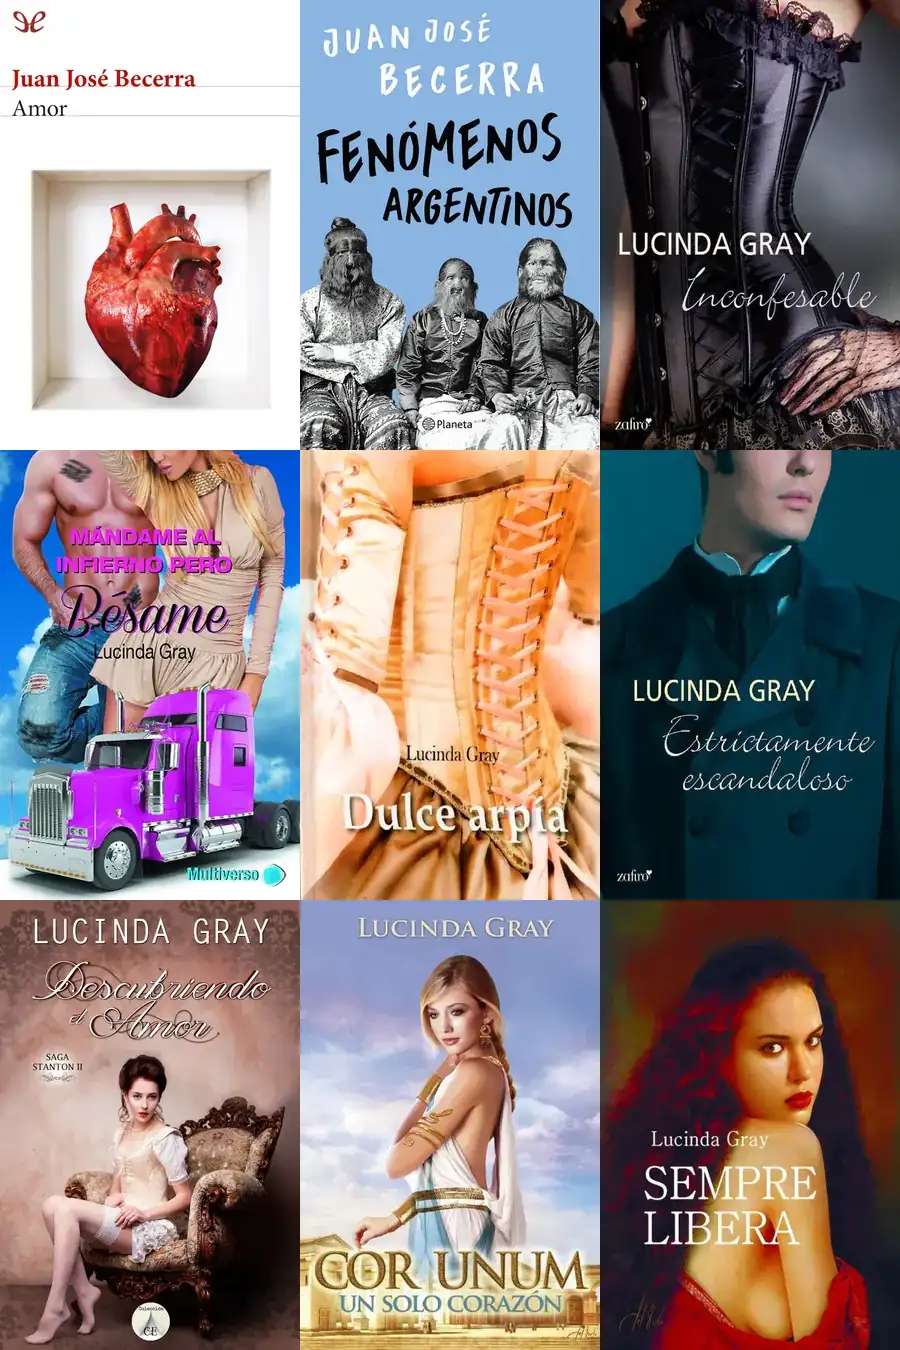 Juan José Becerra
Amor
JUAN JOSÉ
BECERRA
FENÓMENOS
ARGENTINOS
Planeta
LUCINDA GRAY
Inconfesable
zafiro
MÁNDAME AL
INFIERNO PERO
Bésame
Lucinda Gray
Multiverso
Lucinda Gray
Dulce arpía
LUCINDA GRAY
Estrictamente
escandaloso
zafiro
LUCINDA GRAY
Descubriendo
el Amor
SAGA
STANTON II
Colección
CE
LUCINDA GRAY
COR UNUM
UN SOLO CORAZÓN
Lucinda Gray
SEMPRE
LIBERA